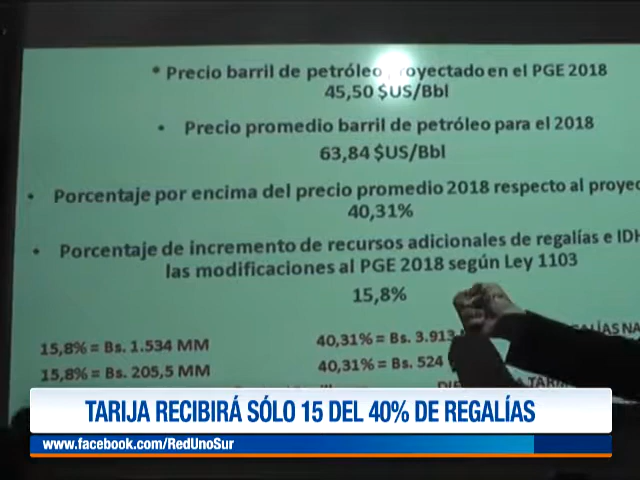 * Precio barril de petróleo proyectado en el PGE 2018
45,50 $US/Bbl
• Precio promedio barril de petróleo para el 2018
63,84 $US/Bbl
• Porcentaje por encima del precio promedio 2018 respecto al proye
40,31%
• Porcentaje de incremento de recursos adicionales de regalías e IDH
las modificaciones al PGE 2018 según Ley 1103
15,8%
15,8% = Bs. 1.534 MM
40,31% = Bs. 3.913
15,8% = Bs. 205,5 MM
40,31% = Bs. 524
TARIJA RECIBIRÁ SÓLO 15 DEL 40% DE REGALÍAS
www.facebook.com/RedUnoSur